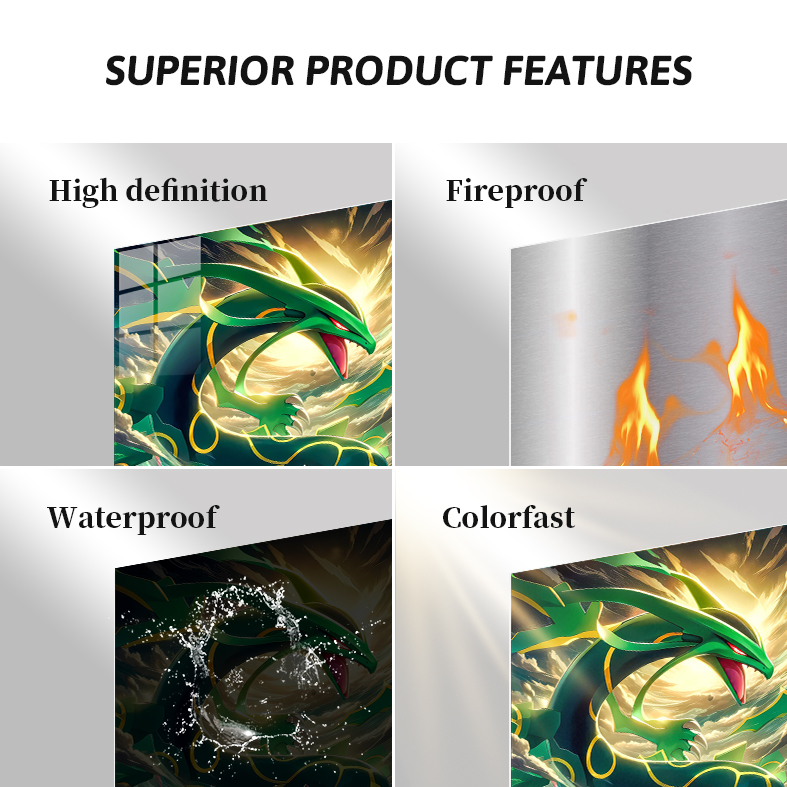 SUPERIOR PRODUCT FEATURES
High definition
Fireproof
Waterproof
Colorfast